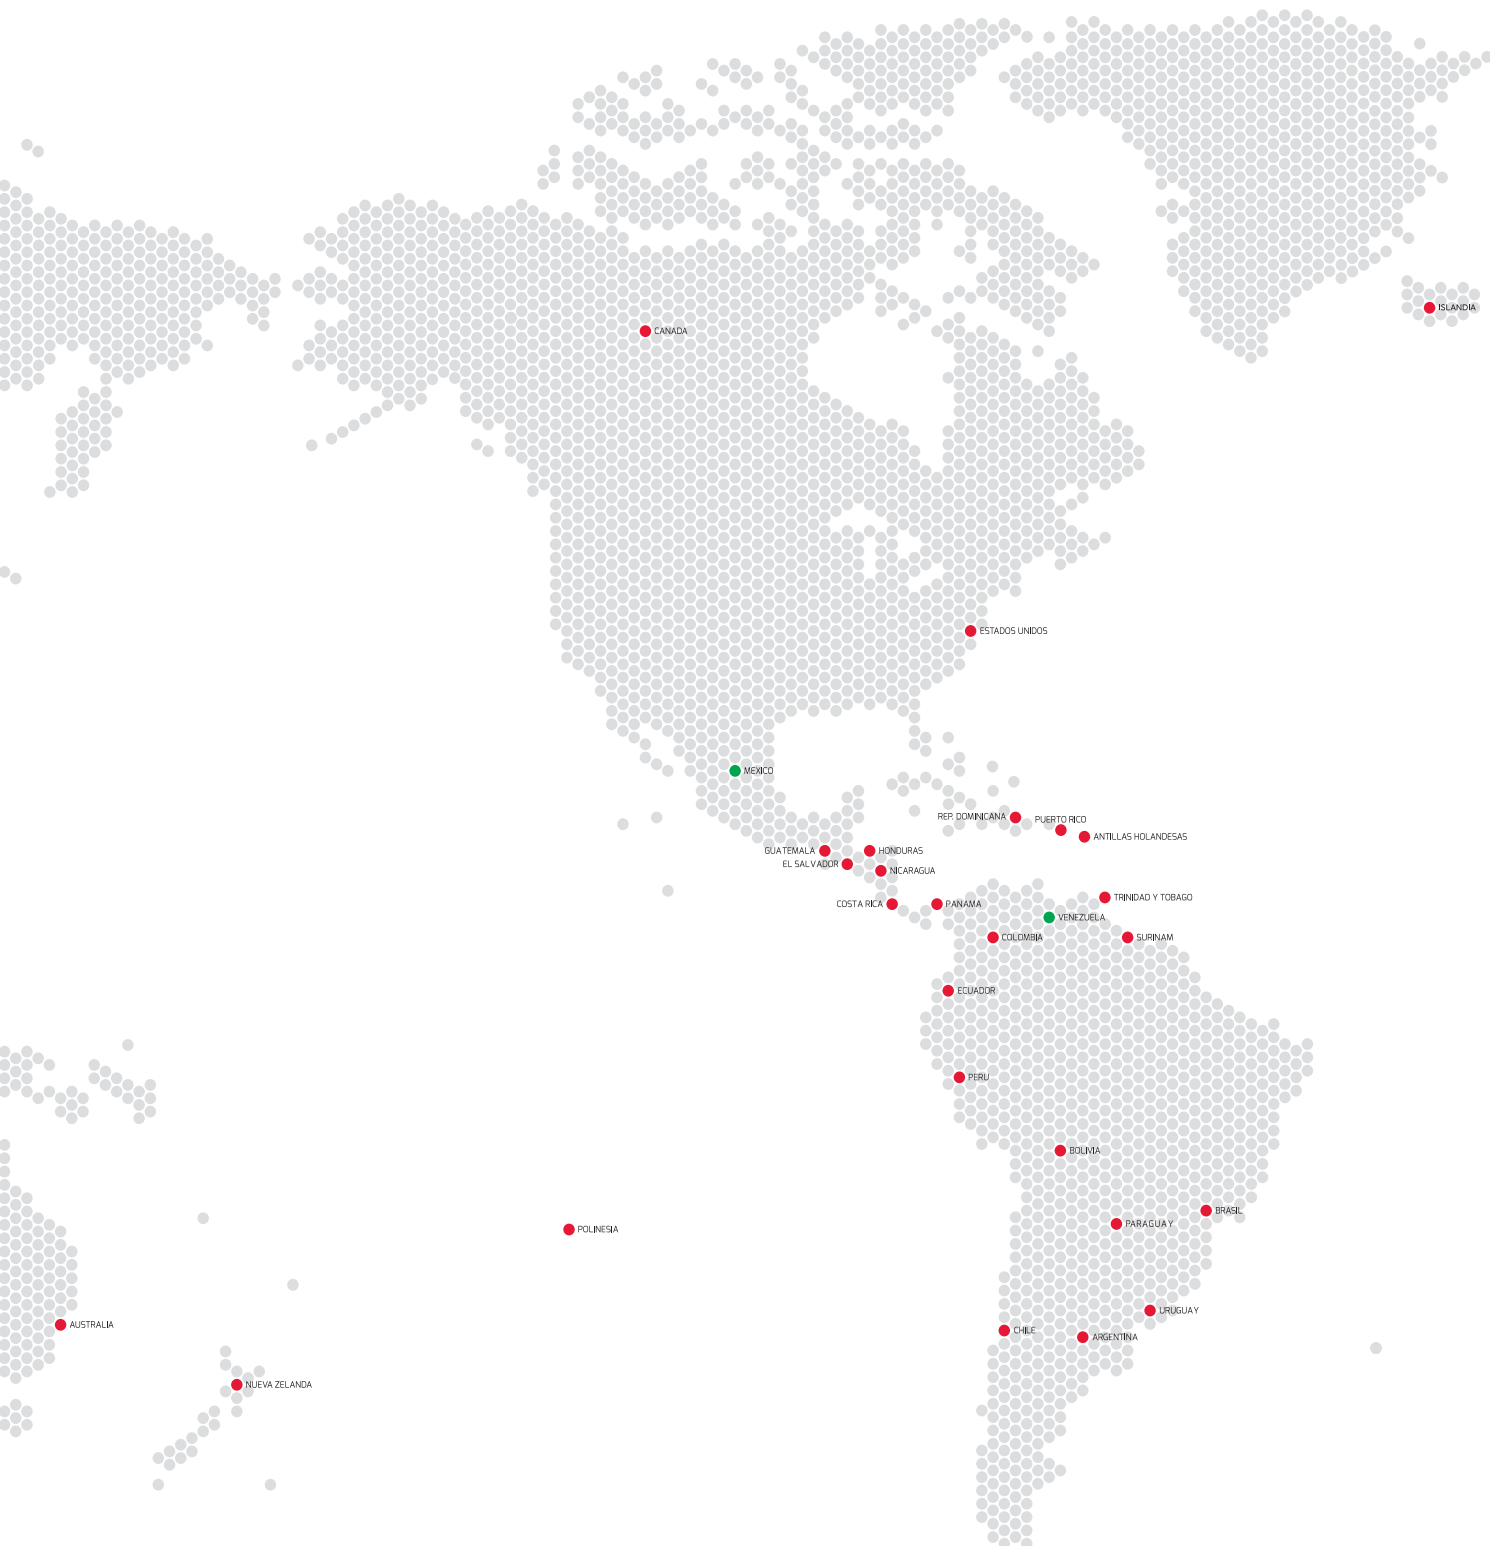 ISLANDIA
CANADA
ESTADOS UNIDOS
MEXICO
REP. DOMINICANA
PUERTO RICO
ANTILLAS HOLANDESAS
GUATEMALA
HONDURAS
EL SALVADOR
NICARAGUA
COSTA RICA
PANAMA
TRINIDAD Y TOBAGO
VENEZUELA
COLOMBIA
SURINAM
ECUADOR
PERU
BOLIVIA
BRASIL
PARAGUAY
POLINESIA
URUGUAY
AUSTRALIA
CHILE
ARGENTINA
NUEVA ZELANDA